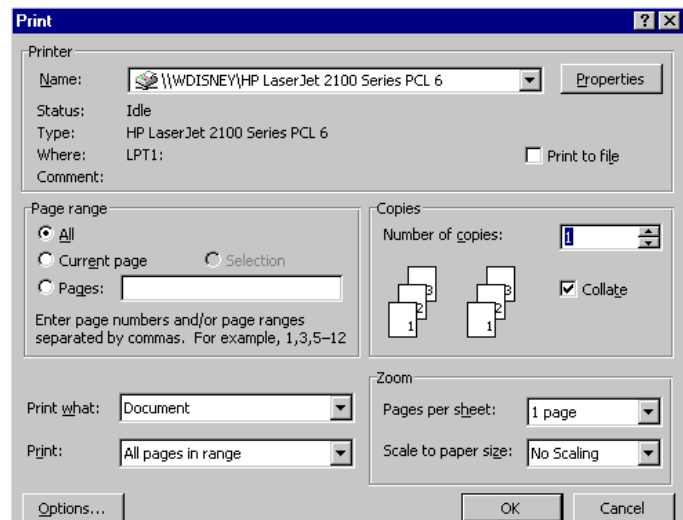 Print
Printer
Name: \\WDISNEY\HP LaserJet 2100 Series PCL 6 Properties
Status: Idle
Type: HP LaserJet 2100 Series PCL 6
Where: LPT1: Print to file
Comment:
Page range
All
Current page Selection
Pages:
Enter page numbers and/or page ranges
separated by commas. For example, 1,3,5–12
Copies
Number of copies: 1
3 3
2 2
1 1
Collate
Print what: Document
Print: All pages in range
Zoom
Pages per sheet: 1 page
Scale to paper size: No Scaling
Options... OK Cancel